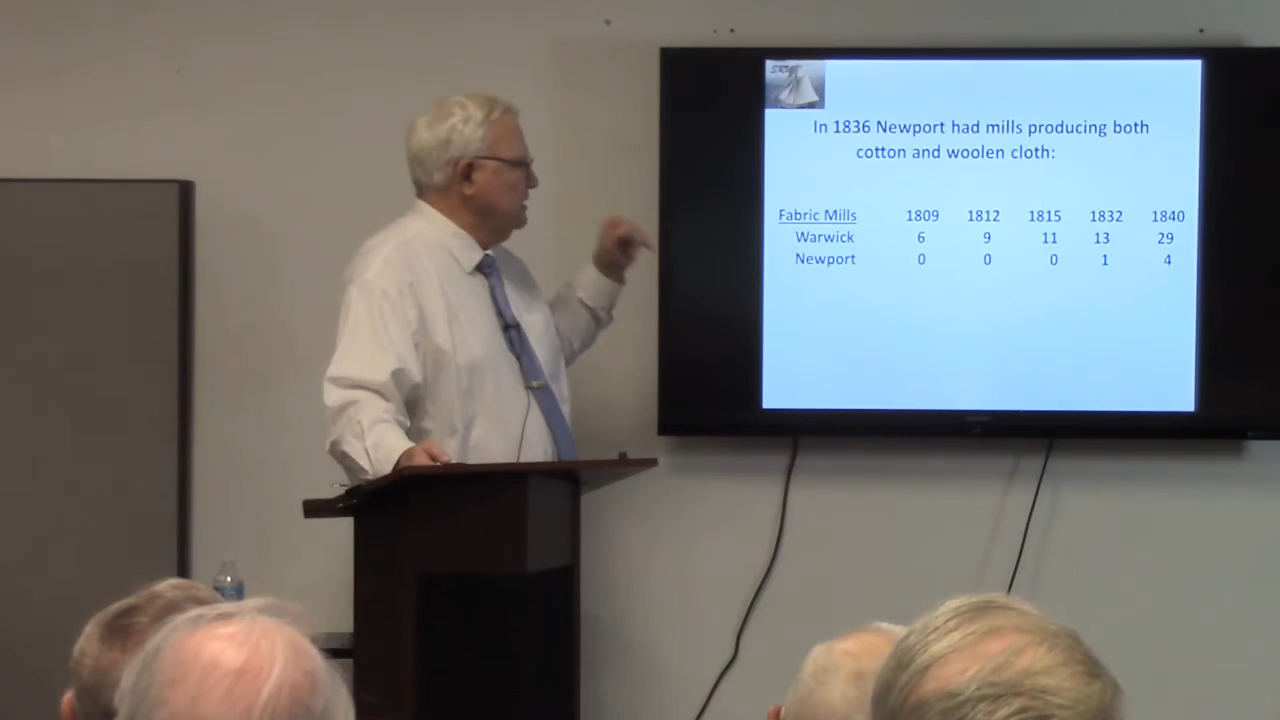 SRVT
In 1836 Newport had mills producing both
cotton and woolen cloth:
Fabric Mills 1809 1812 1815 1832 1840
Warwick 6 9 11 13 29
Newport 0 0 0 1 4